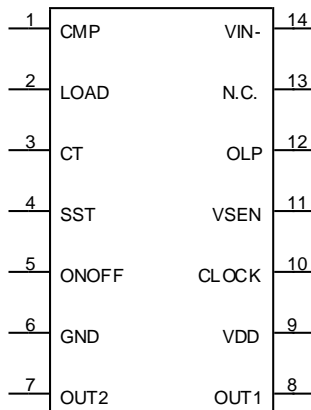 1 CMP VIN- 14
2 LOAD N.C. 13
3 CT OLP 12
4 SST VSEN 11
5 ONOFF CLOCK 10
6 GND VDD 9
7 OUT2 OUT1 8